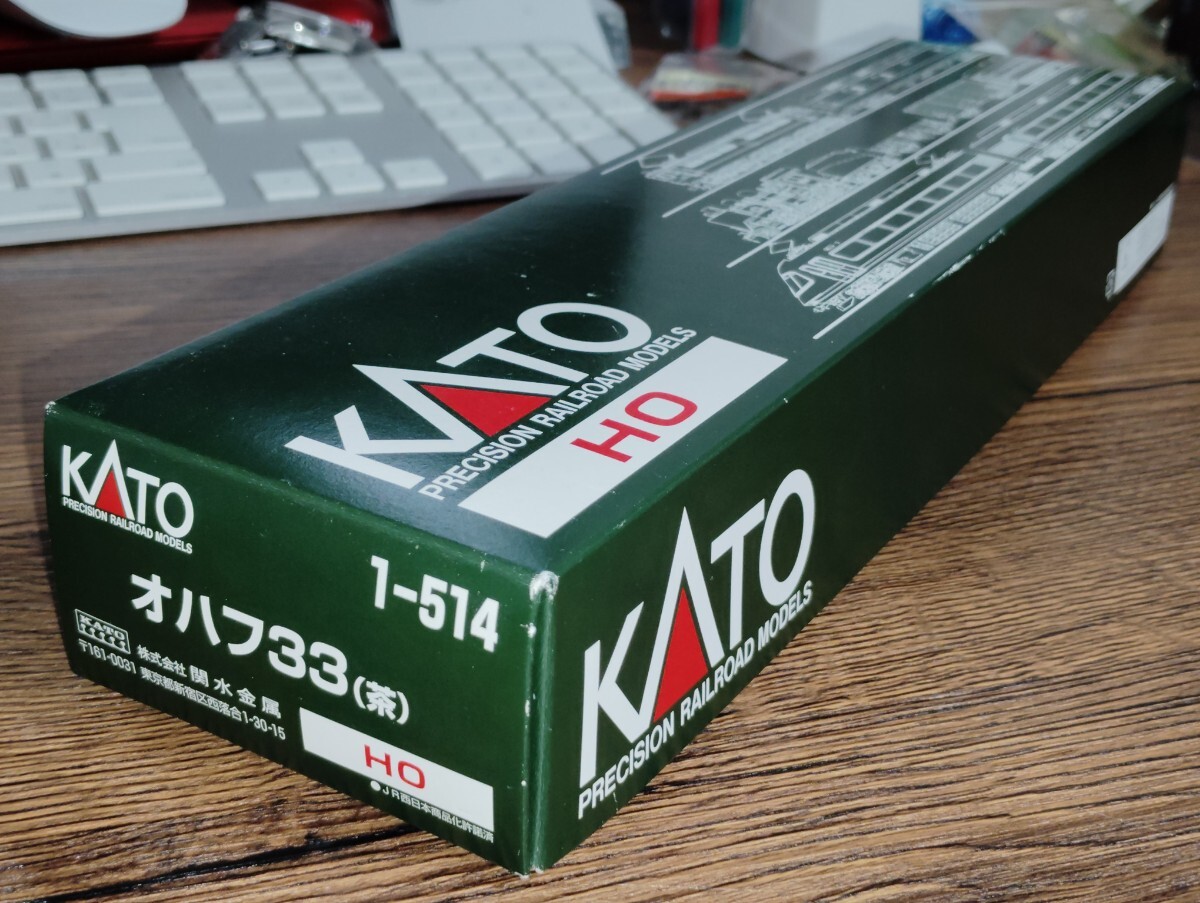 KATO
PRECISION RAILROAD MODELS
HO
KATO
PRECISION RAILROAD MODELS
1-514
オハフ33(茶)
KATO
株式会社 関水金属
〒161-0031 東京都新宿区西落合1-30-15
HO
●JR西日本商品化許諾済
KATO
PRECISION RAILROAD MODELS